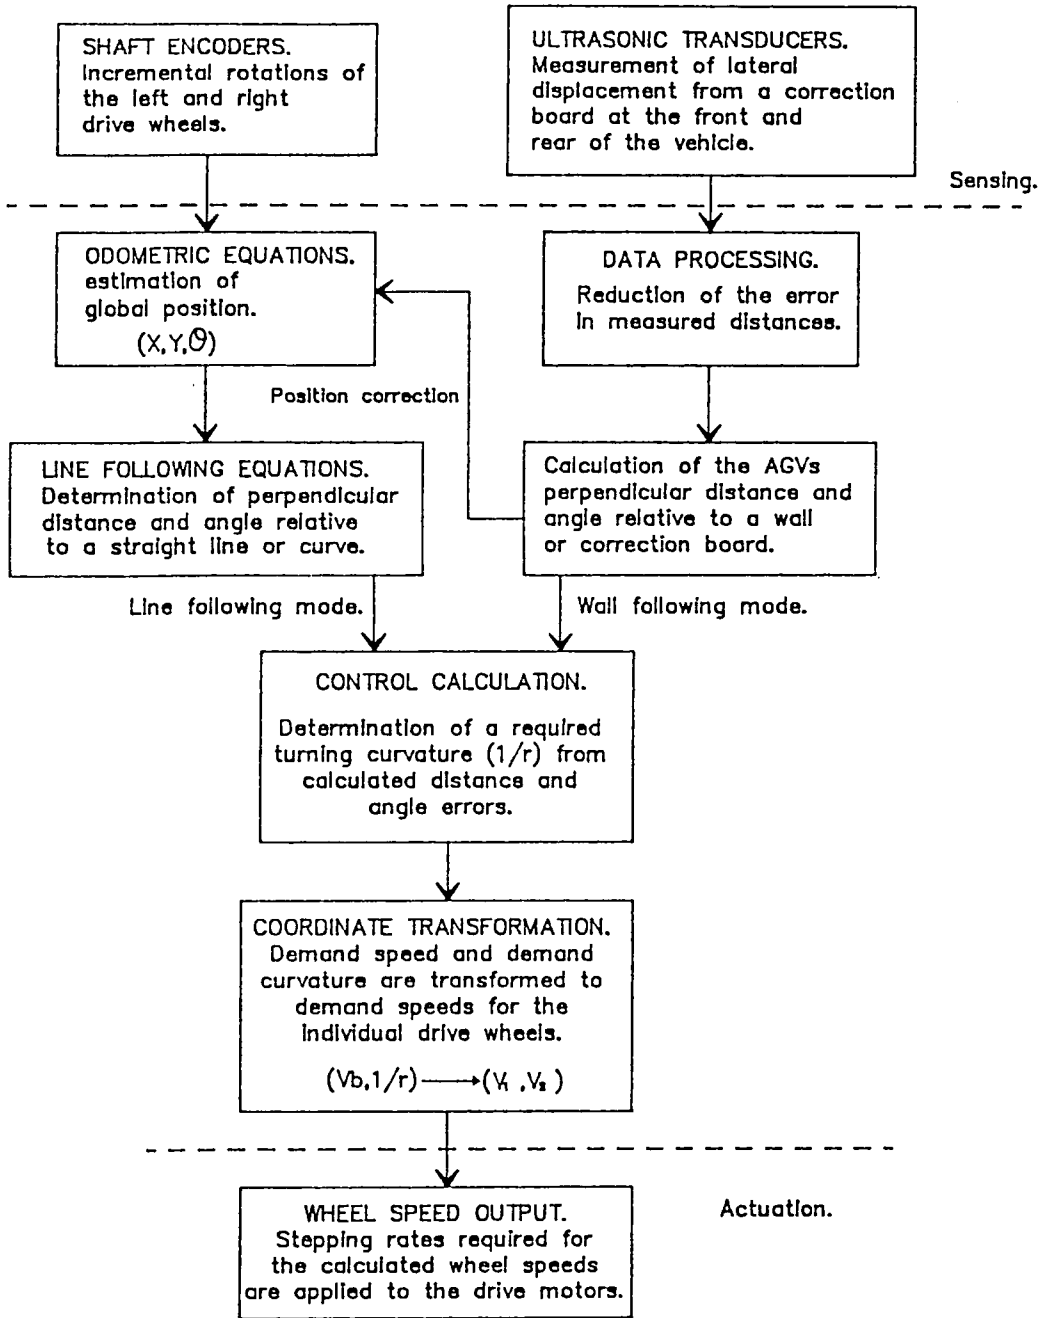 SHAFT ENCODERS.
Incremental rotations of
the left and right
drive wheels.
ULTRASONIC TRANSDUCERS.
Measurement of lateral
displacement from a correction
board at the front and
rear of the vehicle.
Sensing.
ODOMETRIC EQUATIONS.
estimation of
global position.
(X,Y,Θ)
DATA PROCESSING.
Reduction of the error
in measured distances.
Position correction
LINE FOLLOWING EQUATIONS.
Determination of perpendicular
distance and angle relative
to a straight line or curve.
Calculation of the AGVs
perpendicular distance and
angle relative to a wall
or correction board.
Line following mode.
Wall following mode.
CONTROL CALCULATION.
Determination of a required
turning curvature (1/r) from
calculated distance and
angle errors.
COORDINATE TRANSFORMATION.
Demand speed and demand
curvature are transformed to
demand speeds for the
individual drive wheels.
(Vb,1/r)⟶(V₁ ,V₂ )
Actuation.
WHEEL SPEED OUTPUT.
Stepping rates required for
the calculated wheel speeds
are applied to the drive motors.